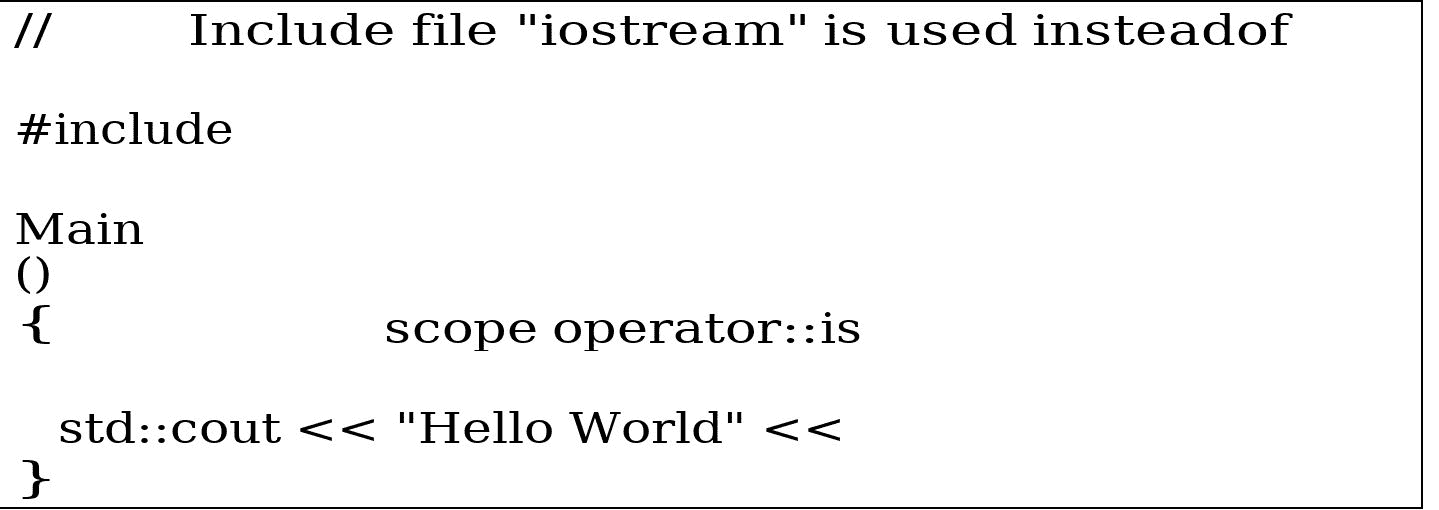 // Include file "iostream" is used insteadof
#include
Main
()
{ scope operator::is
std::cout << "Hello World" <<
}